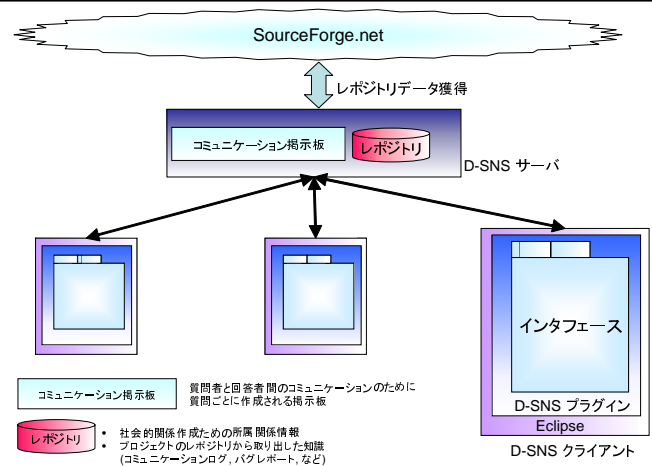 SourceForge.net
レポジトリデータ獲得
コミュニケーション掲示板
レポジトリ
D-SNS サーバ
インタフェース
D-SNS プラグイン
Eclipse
D-SNS クライアント
コミュニケーション掲示板
質問者と回答者間のコミュニケーションのために
質問ごとに作成される掲示板
レポジトリ
• 社会的関係作成ための所属関係情報
• プロジェクトのレポジトリから取り出した知識
(コミュニケーションログ, バグレポート, など)